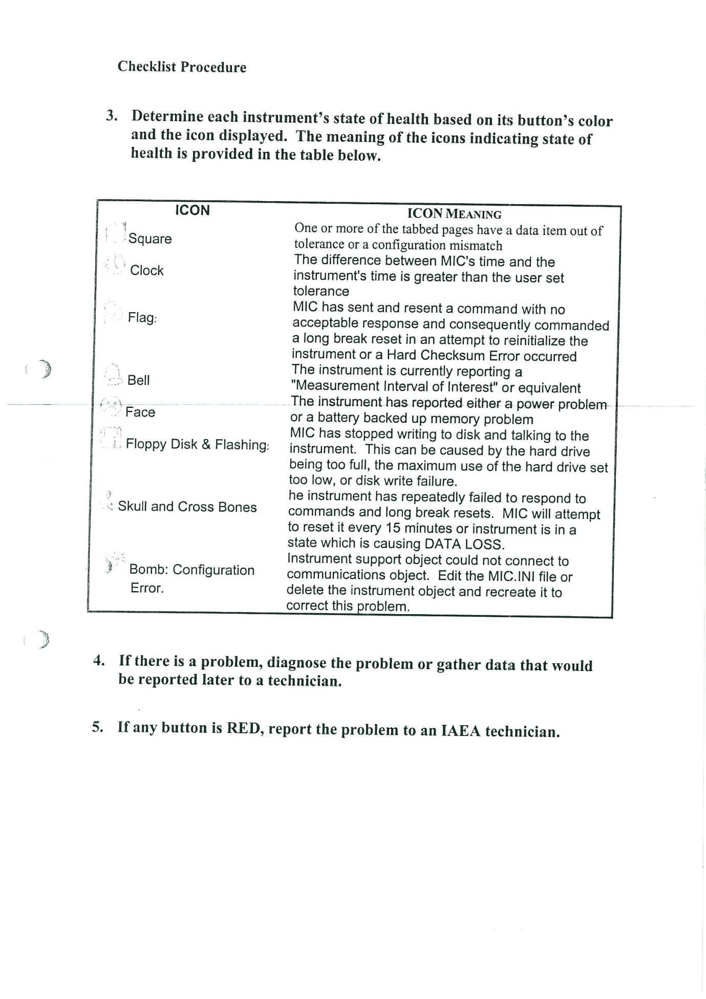 Checklist Procedure
3. Determine each instrument's state of health based on its button's color
and the icon displayed. The meaning of the icons indicating state of
health is provided in the table below.
ICON
ICON MEANING
Square
One or more of the tabbed pages have a data item out of
tolerance or a configuration mismatch
Clock
The difference between MIC's time and the
instrument's time is greater than the user set
tolerance
Flag:
MIC has sent and resent a command with no
acceptable response and consequently commanded
a long break reset in an attempt to reinitialize the
instrument or a Hard Checksum Error occurred
Bell
The instrument is currently reporting a
"Measurement Interval of Interest" or equivalent
Face
The instrument has reported either a power problem
or a battery backed up memory problem
Floppy Disk & Flashing:
MIC has stopped writing to disk and talking to the
instrument. This can be caused by the hard drive
being too full, the maximum use of the hard drive set
too low, or disk write failure.
Skull and Cross Bones
he instrument has repeatedly failed to respond to
commands and long break resets. MIC will attempt
to reset it every 15 minutes or instrument is in a
state which is causing DATA LOSS.
Bomb: Configuration
Error.
Instrument support object could not connect to
communications object. Edit the MIC.INI file or
delete the instrument object and recreate it to
correct this problem.
4. If there is a problem, diagnose the problem or gather data that would
be reported later to a technician.
5. If any button is RED, report the problem to an IAEA technician.